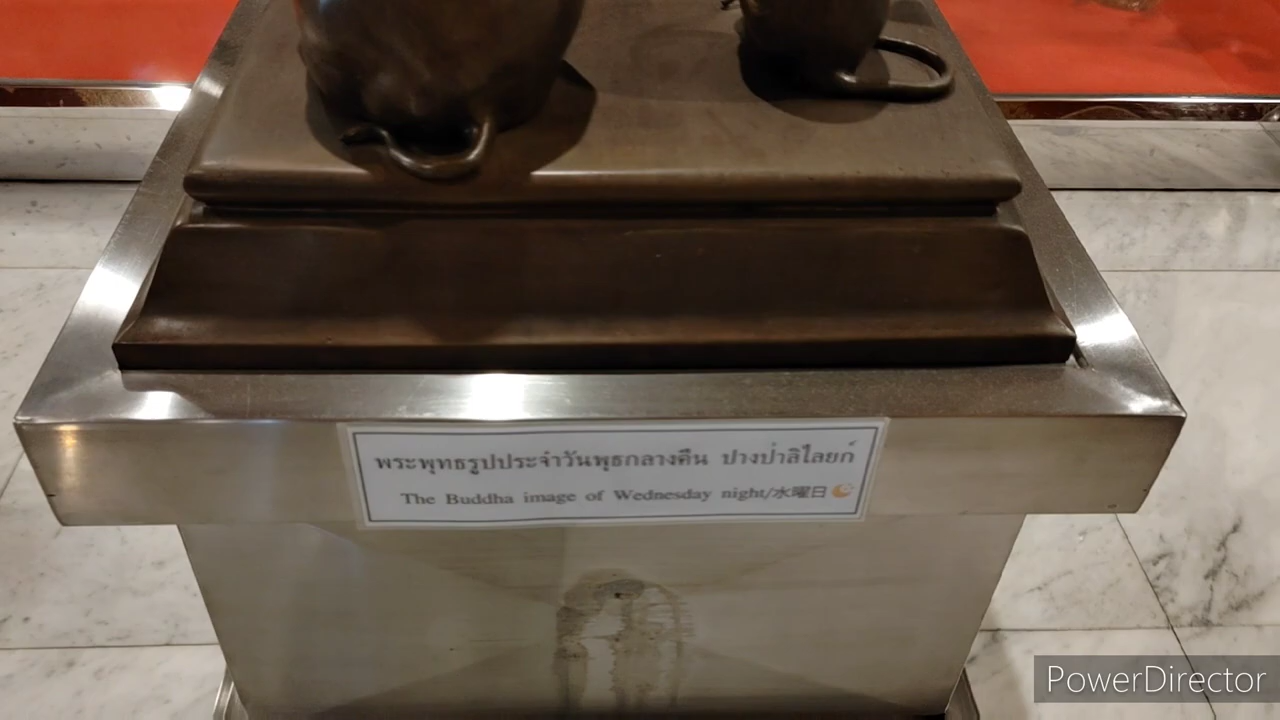 พระพุทธรูปประจำวันพุธกลางคืน ปางป่าลิไลยก์
The Buddha image of Wednesday night/水曜日
PowerDirector